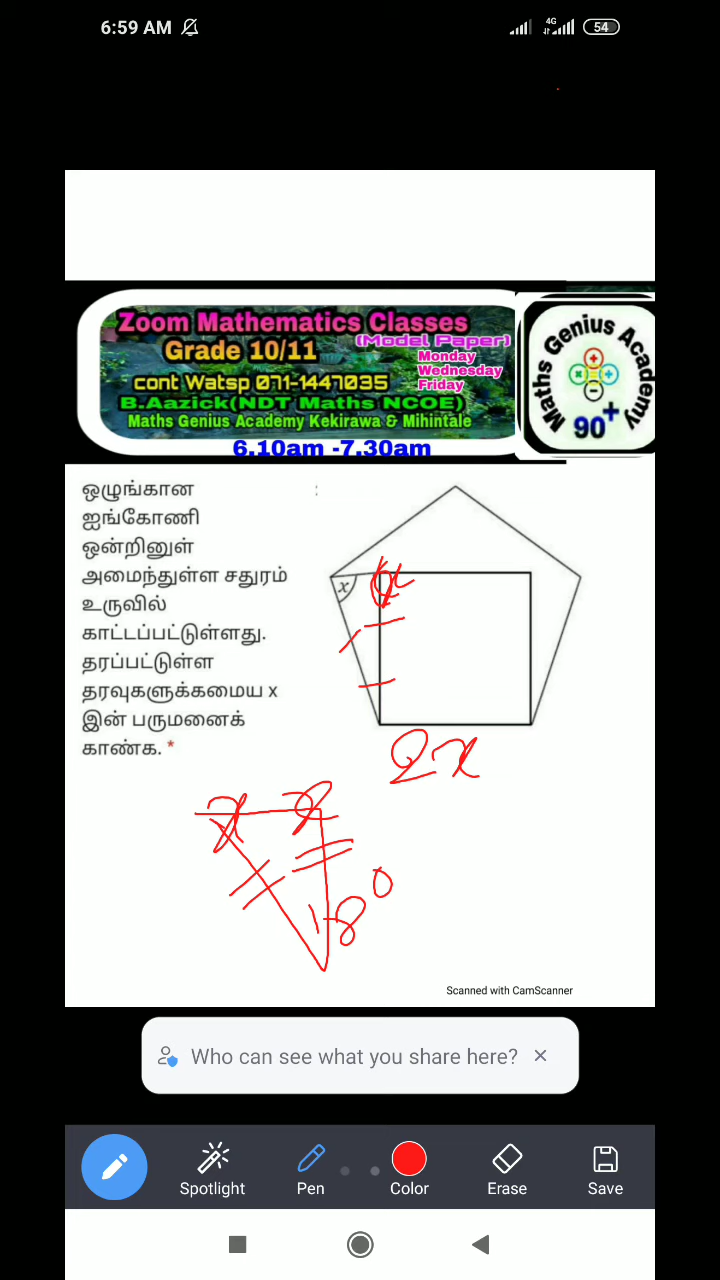 6:59 AM
4G
54
Zoom Mathematics Classes
(Model Paper)
Grade 10/11
Monday
Wednesday
Friday
cont Watsp 071-1447035
B.Aazick(NDT Maths NCOE)
Maths Genius Academy Kekirawa & Mihintale
6.10am -7.30am
Maths Genius Academy
90+
ஒழுங்கான :
ஐங்கோணி
ஒன்றினுள்
அமைந்துள்ள சதுரம்
உருவில்
காட்டப்பட்டுள்ளது.
தரப்பட்டுள்ள
தரவுகளுக்கமைய x
இன் பருமனைக்
காண்க. *
x
x
2x
x x
18°
Scanned with CamScanner
Who can see what you share here? ×
Spotlight
Pen
Color
Erase
Save